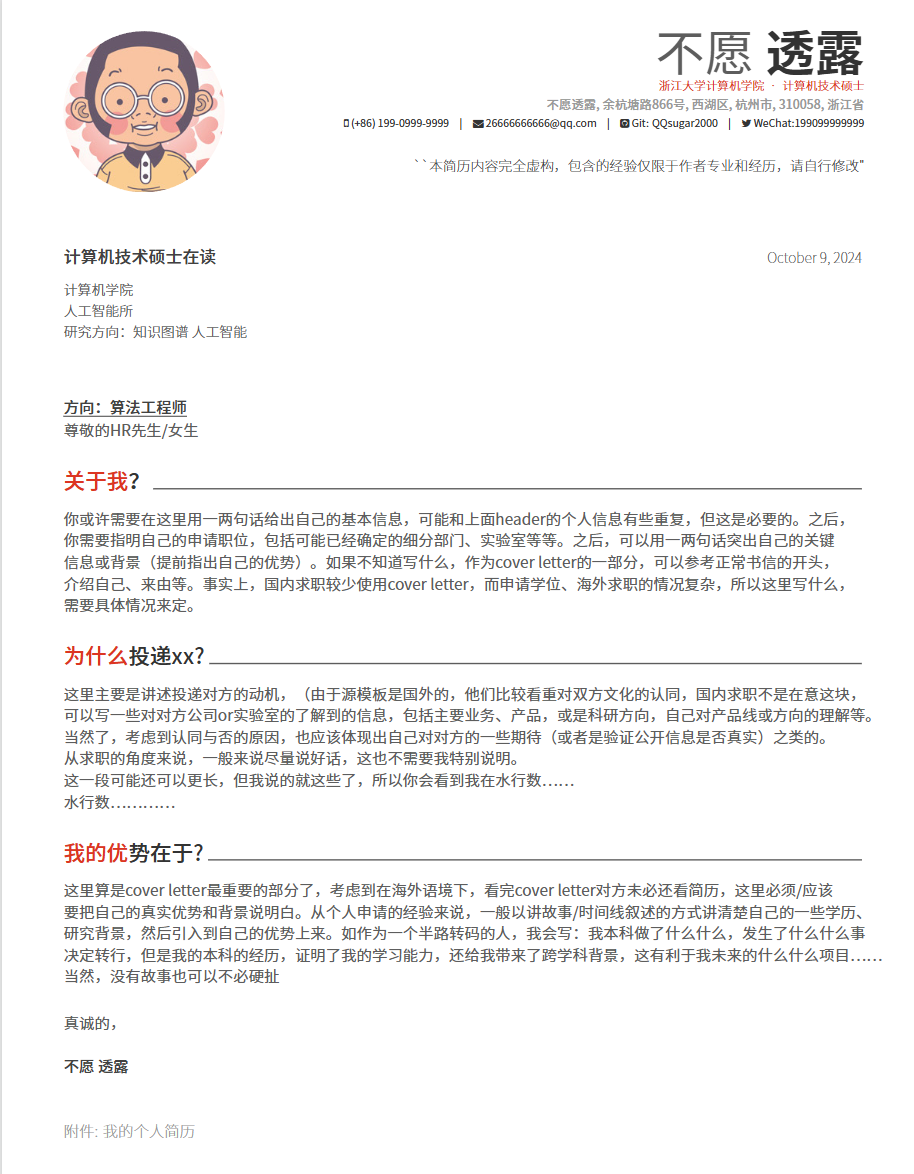 不愿 透露
浙江大学计算机学院 · 计算机技术硕士
不愿透露, 余杭塘路866号, 西湖区, 杭州市, 310058, 浙江省
(+86) 199-0999-9999 | 26666666666@qq.com | Git: QQsugar2000 | WeChat:199099999999
``本简历内容完全虚构，包含的经验仅限于作者专业和经历，请自行修改"
计算机技术硕士在读
October 9, 2024
计算机学院
人工智能所
研究方向：知识图谱 人工智能
方向：算法工程师
尊敬的HR先生/女生
关于我？
你或许需要在这里用一两句话给出自己的基本信息，可能和上面header的个人信息有些重复，但这是必要的。之后，
你需要指明自己的申请职位，包括可能已经确定的细分部门、实验室等等。之后，可以用一两句话突出自己的关键
信息或背景（提前指出自己的优势）。如果不知道写什么，作为cover letter的一部分，可以参考正常书信的开头，
介绍自己、来由等。事实上，国内求职较少使用cover letter，而申请学位、海外求职的情况复杂，所以这里写什么，
需要具体情况来定。
为什么投递xx?
这里主要是讲述投递对方的动机，（由于源模板是国外的，他们比较看重对双方文化的认同，国内求职不是在意这块，
可以写一些对对方公司or实验室的了解到的信息，包括主要业务、产品，或是科研方向，自己对产品线或方向的理解等。
当然了，考虑到认同与否的原因，也应该体现出自己对对方的一些期待（或者是验证公开信息是否真实）之类的。
从求职的角度来说，一般来说尽量说好话，这也不需要我特别说明。
这一段可能还可以更长，但我说的就这些了，所以你会看到我在水行数……
水行数…………
我的优势在于?
这里算是cover letter最重要的部分了，考虑到在海外语境下，看完cover letter对方未必还看简历，这里必须/应该
要把自己的真实优势和背景说明白。从个人申请的经验来说，一般以讲故事/时间线叙述的方式讲清楚自己的一些学历、
研究背景，然后引入到自己的优势上来。如作为一个半路转码的人，我会写：我本科做了什么什么，发生了什么什么事
决定转行，但是我的本科的经历，证明了我的学习能力，还给我带来了跨学科背景，这有利于我未来的什么什么项目……
当然，没有故事也可以不必硬扯
真诚的，
不愿 透露
附件: 我的个人简历